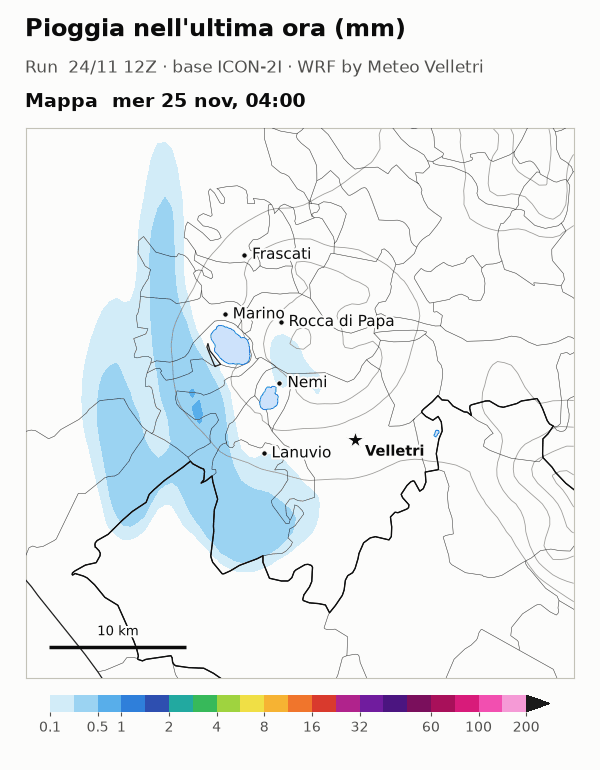 Pioggia nell'ultima ora (mm)
Run  24/11 12Z · base ICON-2I · WRF by Meteo Velletri
Mappa  mer 25 nov, 04:00
Frascati
Marino
Rocca di Papa
Nemi
Velletri
Lanuvio
10 km
0.1 0.5 1 2 4 8 16 32 60 100 200